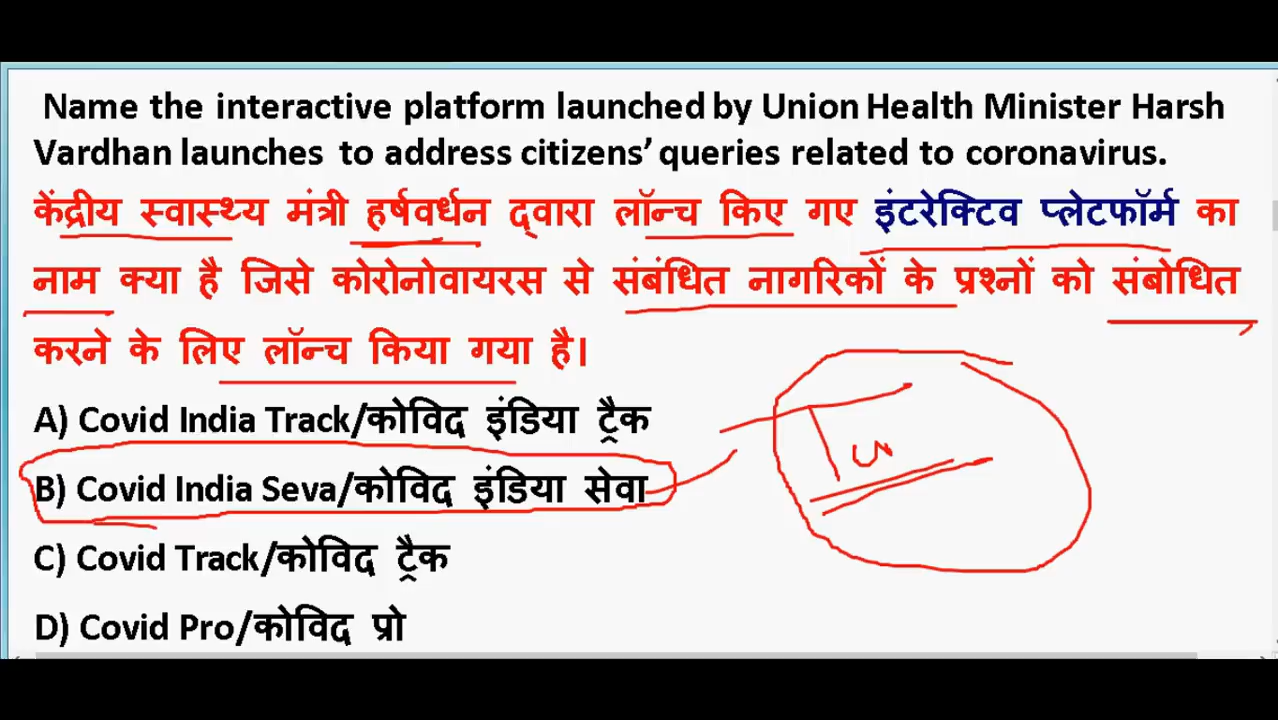 Name the interactive platform launched by Union Health Minister Harsh
Vardhan launches to address citizens’ queries related to coronavirus.
केंद्रीय स्वास्थ्य मंत्री हर्षवर्धन द्वारा लॉन्च किए गए इंटरेक्टिव प्लेटफॉर्म का
नाम क्या है जिसे कोरोनोवायरस से संबंधित नागरिकों के प्रश्नों को संबोधित
करने के लिए लॉन्च किया गया है।
A) Covid India Track/कोविद इंडिया ट्रैक
B) Covid India Seva/कोविद इंडिया सेवा
C) Covid Track/कोविद ट्रैक
D) Covid Pro/कोविद प्रो